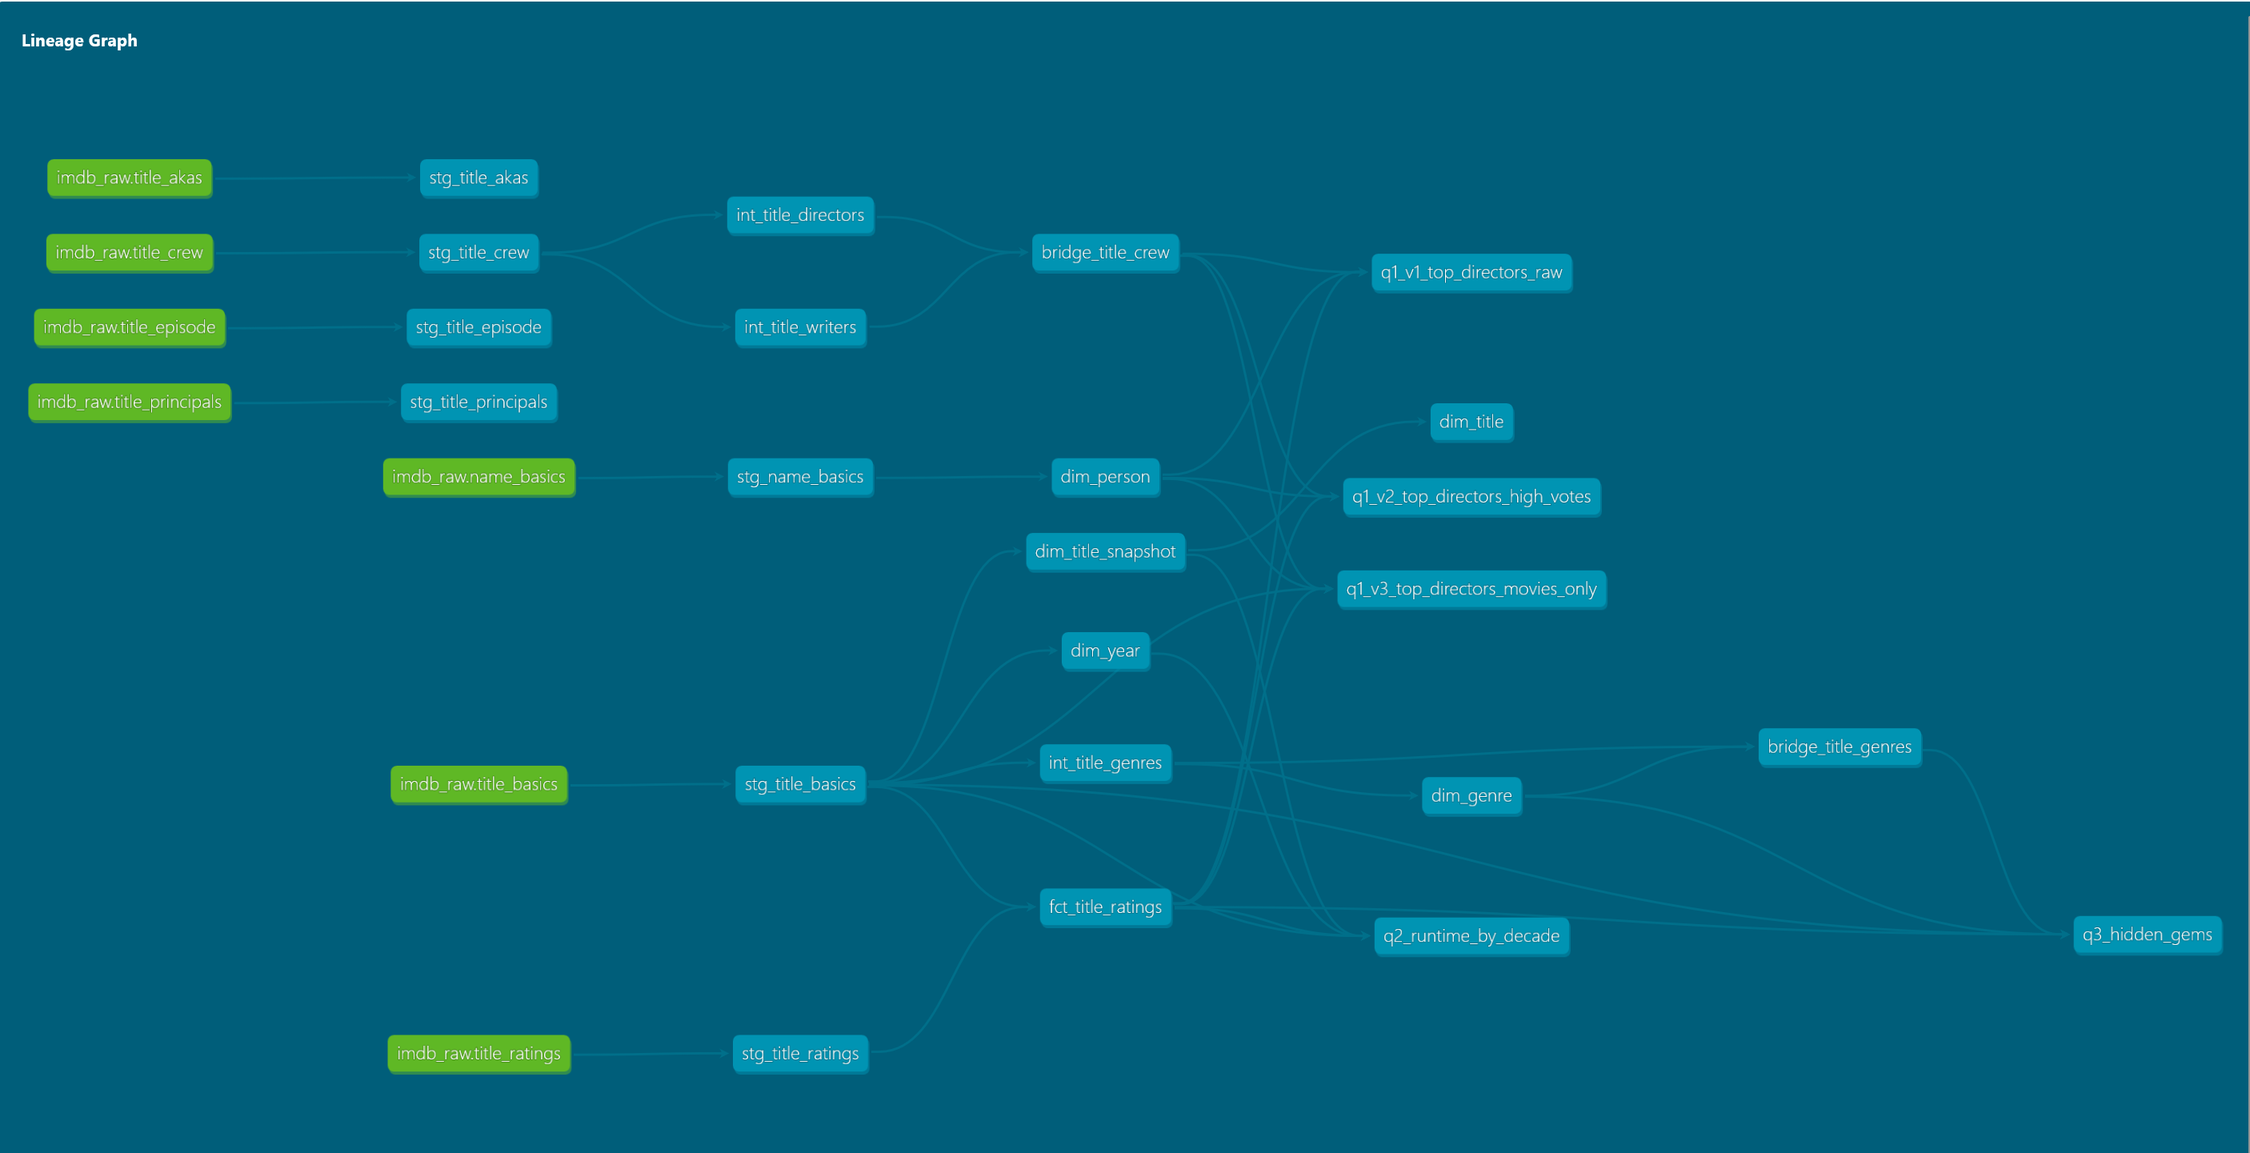 Lineage Graph
imdb_raw.title_akas
stg_title_akas
int_title_directors
imdb_raw.title_crew
stg_title_crew
bridge_title_crew
q1_v1_top_directors_raw
imdb_raw.title_episode
stg_title_episode
int_title_writers
imdb_raw.title_principals
stg_title_principals
dim_title
imdb_raw.name_basics
stg_name_basics
dim_person
q1_v2_top_directors_high_votes
dim_title_snapshot
q1_v3_top_directors_movies_only
dim_year
bridge_title_genres
int_title_genres
imdb_raw.title_basics
stg_title_basics
dim_genre
fct_title_ratings
q2_runtime_by_decade
q3_hidden_gems
imdb_raw.title_ratings
stg_title_ratings